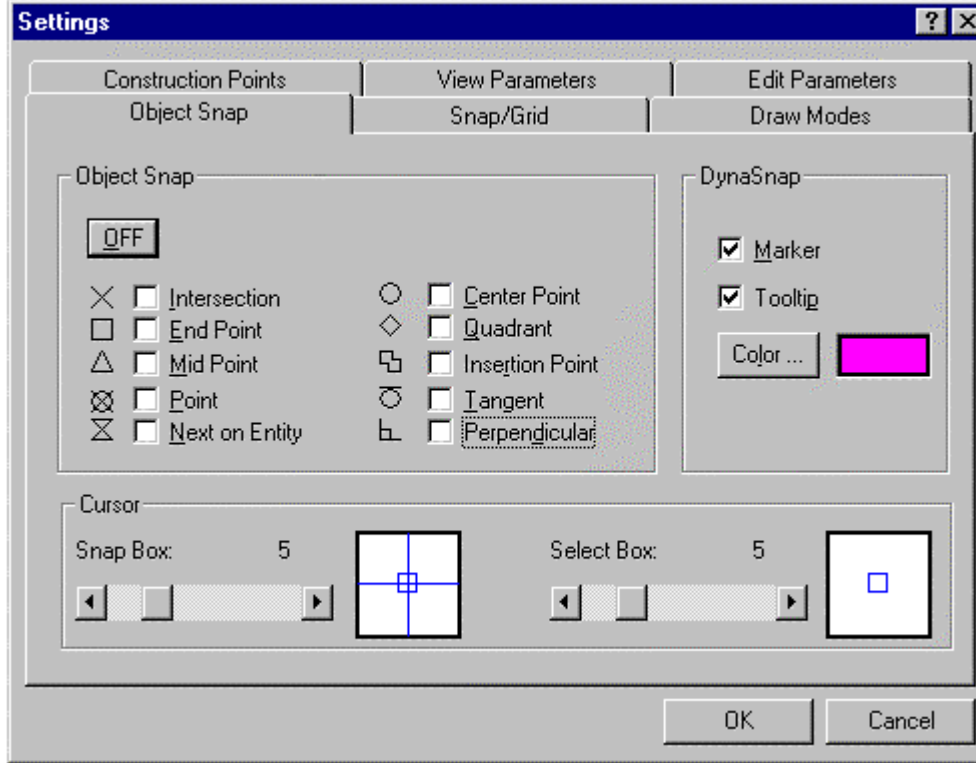 Settings
Construction Points View Parameters Edit Parameters
Object Snap Snap/Grid Draw Modes
Object Snap DynaSnap
OFF
Marker
Intersection Center Point Tooltip
End Point Quadrant
Mid Point Insertion Point Color ...
Point Tangent
Next on Entity Perpendicular
Cursor
Snap Box: 5 Select Box: 5
OK Cancel